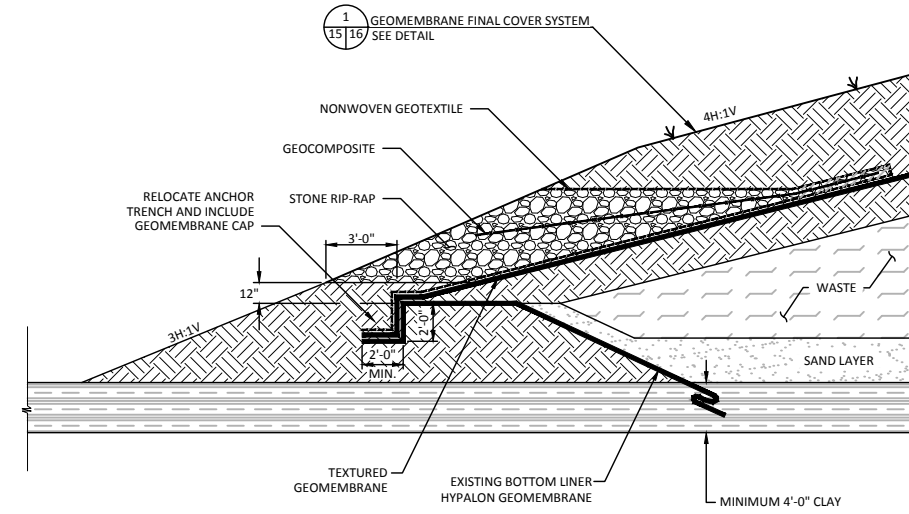 1
15 16
GEOMEMBRANE FINAL COVER SYSTEM
SEE DETAIL
NONWOVEN GEOTEXTILE
4H:1V
GEOCOMPOSITE
RELOCATE ANCHOR
TRENCH AND INCLUDE
GEOMEMBRANE CAP
STONE RIP-RAP
3'-0"
12"
WASTE
3H:1V
2'-0"
2'-0"
MIN.
SAND LAYER
TEXTURED
GEOMEMBRANE
EXISTING BOTTOM LINER
HYPALON GEOMEMBRANE
MINIMUM 4'-0" CLAY